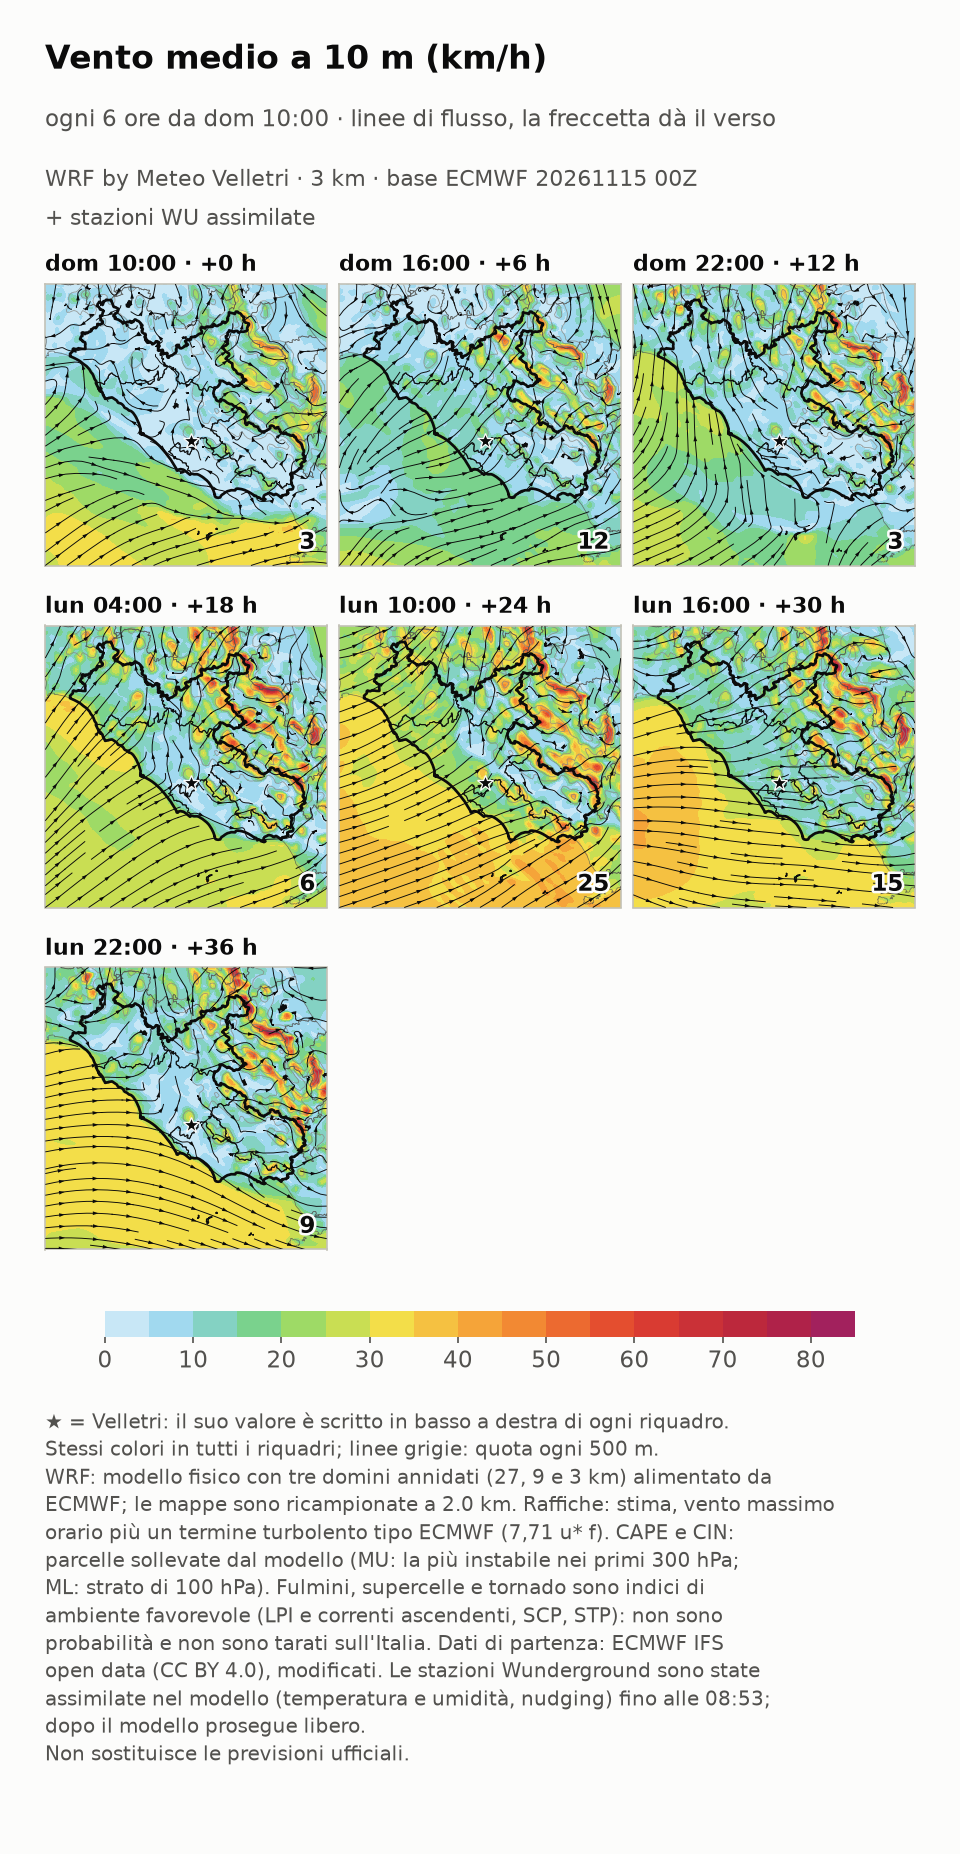 Vento medio a 10 m (km/h)
ogni 6 ore da dom 10:00 · linee di flusso, la freccetta dà il verso
WRF by Meteo Velletri · 3 km · base ECMWF 20261115 00Z
+ stazioni WU assimilate
dom 10:00 · +0 h
dom 16:00 · +6 h
dom 22:00 · +12 h
3
12
3
lun 04:00 · +18 h
lun 10:00 · +24 h
lun 16:00 · +30 h
6
25
15
lun 22:00 · +36 h
9
0 10 20 30 40 50 60 70 80
★ = Velletri: il suo valore è scritto in basso a destra di ogni riquadro.
Stessi colori in tutti i riquadri; linee grigie: quota ogni 500 m.
WRF: modello fisico con tre domini annidati (27, 9 e 3 km) alimentato da
ECMWF; le mappe sono ricampionate a 2.0 km. Raffiche: stima, vento massimo
orario più un termine turbolento tipo ECMWF (7,71 u* f). CAPE e CIN:
parcelle sollevate dal modello (MU: la più instabile nei primi 300 hPa;
ML: strato di 100 hPa). Fulmini, supercelle e tornado sono indici di
ambiente favorevole (LPI e correnti ascendenti, SCP, STP): non sono
probabilità e non sono tarati sull'Italia. Dati di partenza: ECMWF IFS
open data (CC BY 4.0), modificati. Le stazioni Wunderground sono state
assimilate nel modello (temperatura e umidità, nudging) fino alle 08:53;
dopo il modello prosegue libero.
Non sostituisce le previsioni ufficiali.